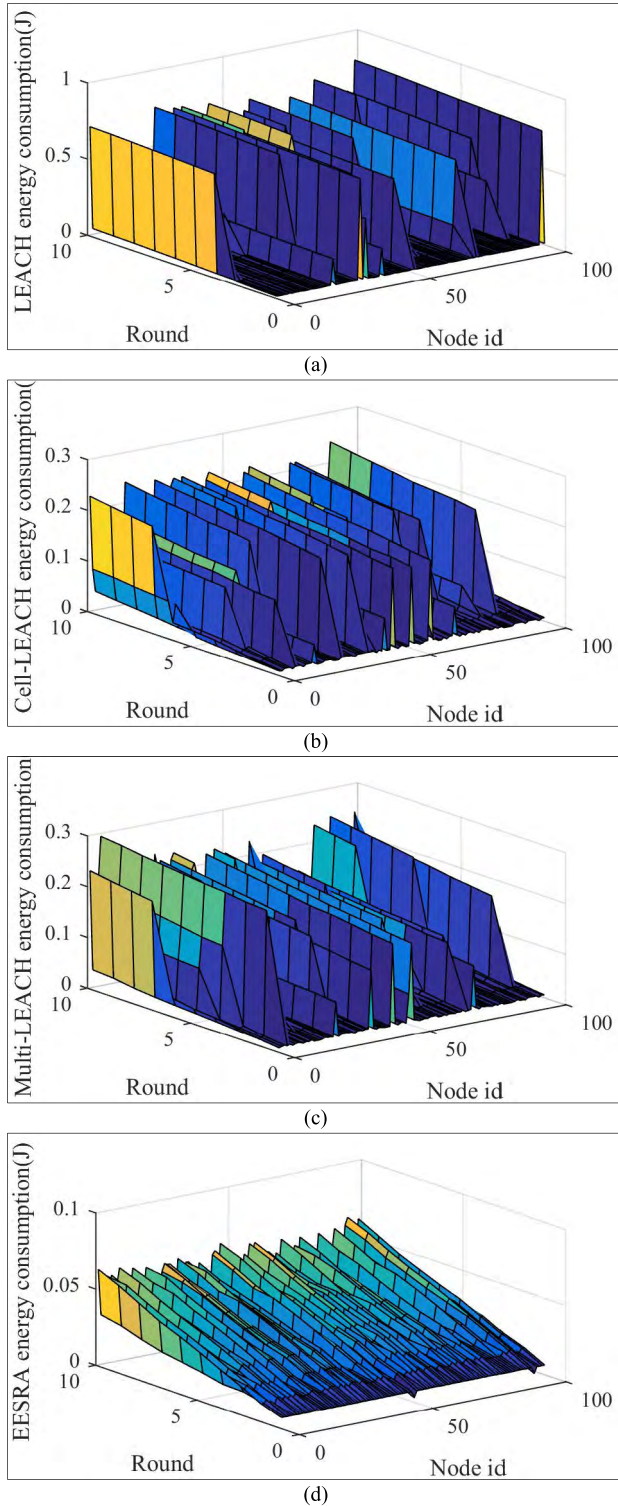 LEACH energy consumption(J)
1
0.5
0
10
5
0
Round
0
50
100
Node id
(a)
Cell-LEACH energy consumption(
0.3
0.2
0.1
0
10
5
0
Round
0
50
100
Node id
(b)
Multi-LEACH energy consumption
0.3
0.2
0.1
0
10
5
0
Round
0
50
100
Node id
(c)
EESRA energy consumption(J)
0.1
0.05
0
10
5
0
Round
0
50
100
Node id
(d)